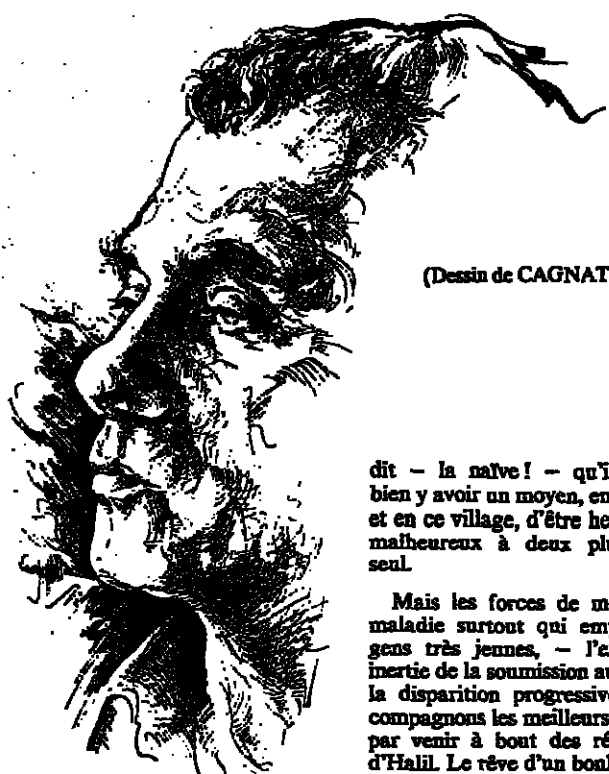 (Dessin de CAGNAT
dit — la naïve ! — qu'i
bien y avoir un moyen, en
et en ce village, d'être he
malheureux à deux plu
seul.
Mais les forces de m
maladie surtout qui em
gens très jeunes, — l'e
inertie de la soumission au
la disparition progressive
compagnons les meilleurs
par venir à bout des ré
d'Halil. Le rêve d'un bonl